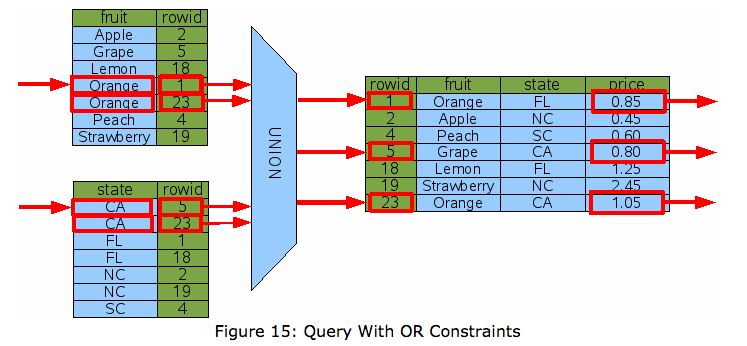 fruit rowid
Apple 2
Grape 5
Lemon 18
Orange 1
Orange 23
Peach 4
Strawberry 19
state rowid
CA 5
CA 23
FL 1
FL 18
NC 2
NC 19
SC 4
UNION
rowid fruit state price
1 Orange FL 0.85
2 Apple NC 0.45
4 Peach SC 0.60
5 Grape CA 0.80
18 Lemon FL 1.25
19 Strawberry NC 2.45
23 Orange CA 1.05
Figure 15: Query With OR Constraints